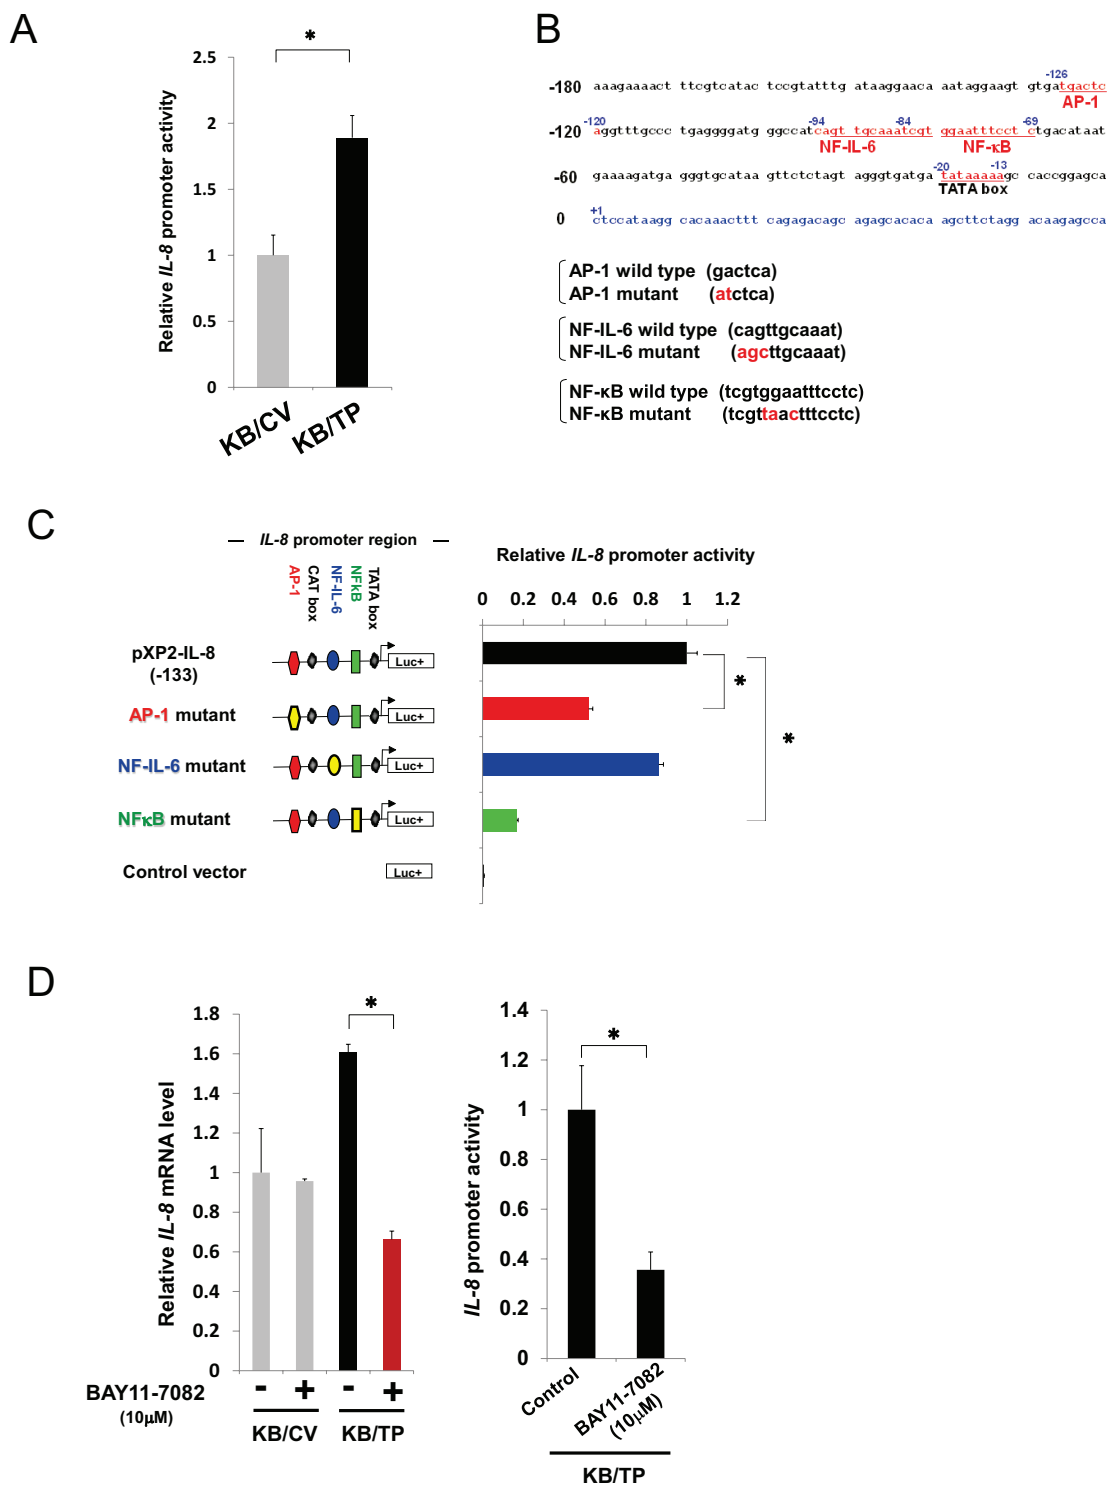 A
Relative IL-8 promoter activity
2.5
2
1.5
1
0.5
0
*
KB/CV
KB/TP
B
-126
-180 aaagaaaact ttcgtcatac tccgtatttg ataaggaaca aataggaagt gtgatgactc
AP-1
-120 -94 -84 -69
-120 aggtttgccc tgaggggatg ggccatcagt tgcaaatcgt ggaatttcct ctgacataat
NF-IL-6 NF-κB
-20 -13
-60 gaaaagatga gggtgcataa gttctctagt agggtgatga tataaaaagc caccggagca
TATA box
+1
0 ctccataagg cacaaacttt cagagacagc agagcacaca agcttctagg acaagagcca
AP-1 wild type (gactca)
AP-1 mutant (atctca)
NF-IL-6 wild type (cagttgcaaat)
NF-IL-6 mutant (agcttgcaaat)
NF-κB wild type (tcgtggaatttcctc)
NF-κB mutant (tcgttaactttcctc)
C
IL-8 promoter region
AP-1
CAT box
NF-IL-6
NFkB
TATA box
Relative IL-8 promoter activity
0 0.2 0.4 0.6 0.8 1 1.2
pXP2-IL-8
(-133)
Luc+
AP-1 mutant
Luc+
NF-IL-6 mutant
Luc+
NFκB mutant
Luc+
Control vector
Luc+
*
*
D
Relative IL-8 mRNA level
1.8
1.6
1.4
1.2
1
0.8
0.6
0.4
0.2
0
*
BAY11-7082 - + - +
(10μM)
KB/CV KB/TP
IL-8 promoter activity
1.4
1.2
1
0.8
0.6
0.4
0.2
0
*
Control
BAY11-7082
(10μM)
KB/TP